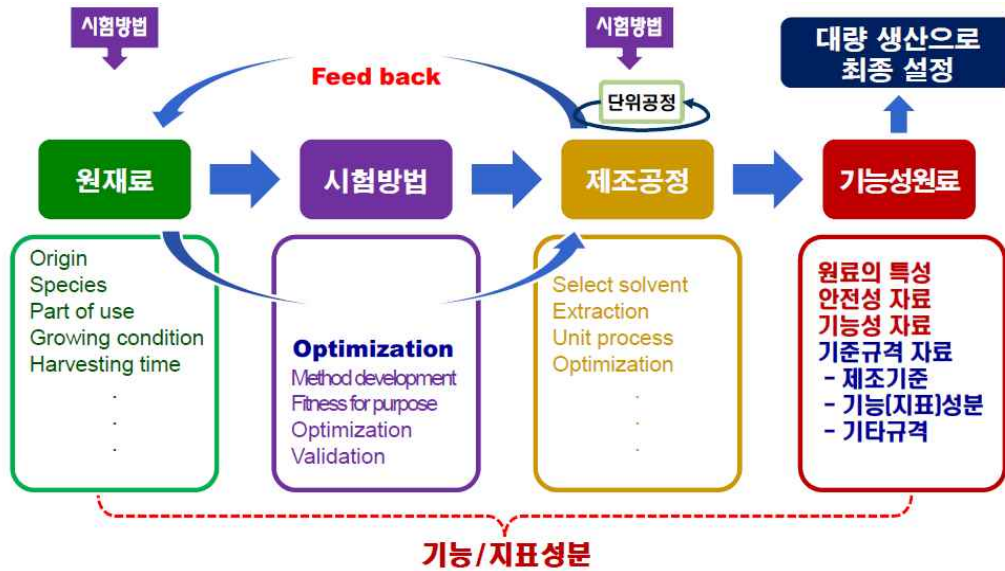 시험방법
시험방법
대량 생산으로
최종 설정
Feed back
단위공정
원재료
시험방법
제조공정
기능성원료
Origin
Species
Part of use
Growing condition
Harvesting time
.
.
.
Optimization
Method development
Fitness for purpose
Optimization
Validation
Select solvent
Extraction
Unit process
Optimization
.
.
.
원료의 특성
안전성 자료
기능성 자료
기준규격 자료
- 제조기준
- 기능(지표)성분
- 기타규격
기능/지표성분